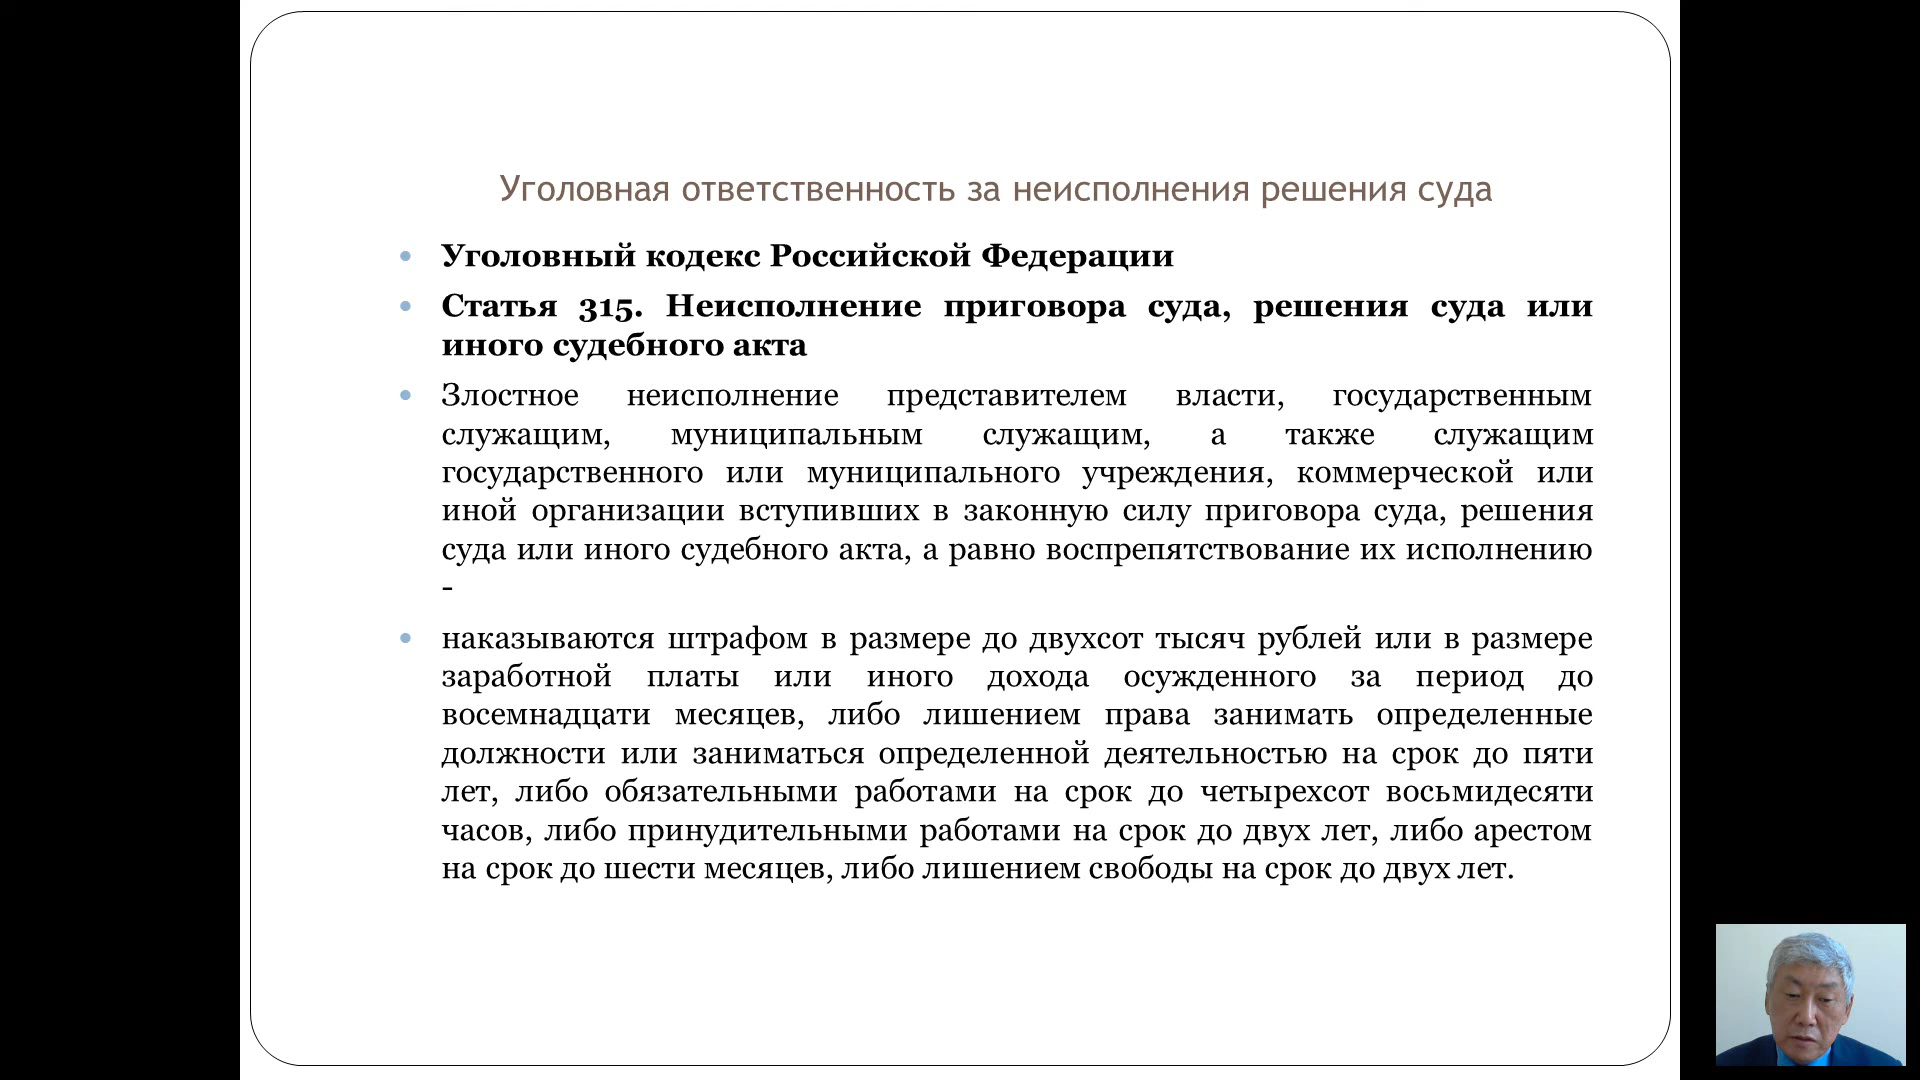 Уголовная ответственность за неисполнения решения суда
Уголовный кодекс Российской Федерации
Статья 315. Неисполнение приговора суда, решения суда или
иного судебного акта
Злостное неисполнение представителем власти, государственным
служащим, муниципальным служащим, а также служащим
государственного или муниципального учреждения, коммерческой или
иной организации вступивших в законную силу приговора суда, решения
суда или иного судебного акта, а равно воспрепятствование их исполнению
-
наказываются штрафом в размере до двухсот тысяч рублей или в размере
заработной платы или иного дохода осужденного за период до
восемнадцати месяцев, либо лишением права занимать определенные
должности или заниматься определенной деятельностью на срок до пяти
лет, либо обязательными работами на срок до четырехсот восьмидесяти
часов, либо принудительными работами на срок до двух лет, либо арестом
на срок до шести месяцев, либо лишением свободы на срок до двух лет.